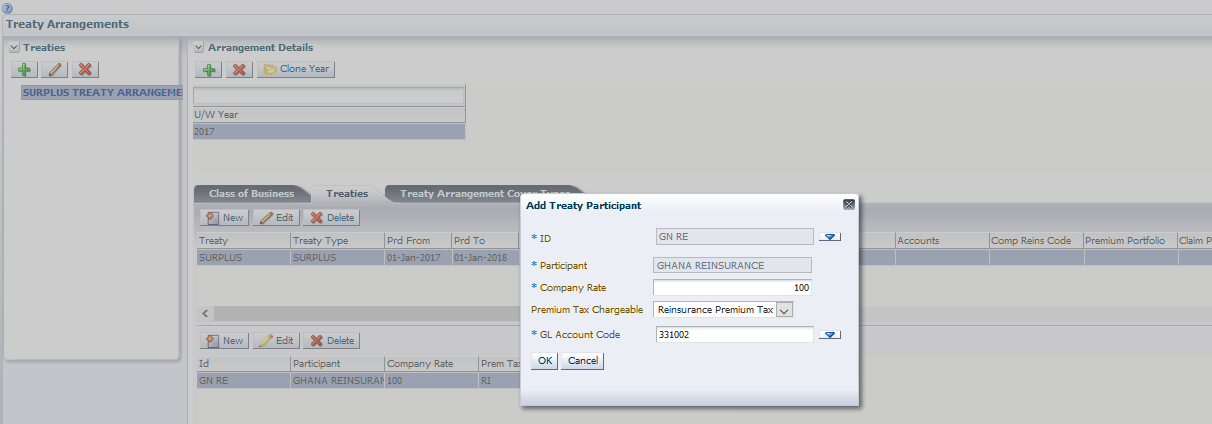 Treaty Arrangements
Treaties
Arrangement Details
Clone Year
SURPLUS TREATY ARRANGEME
U/W Year
2017
Class of Business Treaties Treaty Arrangement Cover Types
New Edit Delete
Treaty Treaty Type Prd From Prd To Accounts Comp Reins Code Premium Portfolio Claim P
SURPLUS SURPLUS 01-Jan-2017 01-Jan-2018
New Edit Delete
Id Participant Company Rate Prem Tax
GN RE GHANA REINSURAN 100 RI
Add Treaty Participant
* ID GN RE
* Participant GHANA REINSURANCE
* Company Rate 100
Premium Tax Chargeable Reinsurance Premium Tax
* GL Account Code 331002
OK Cancel